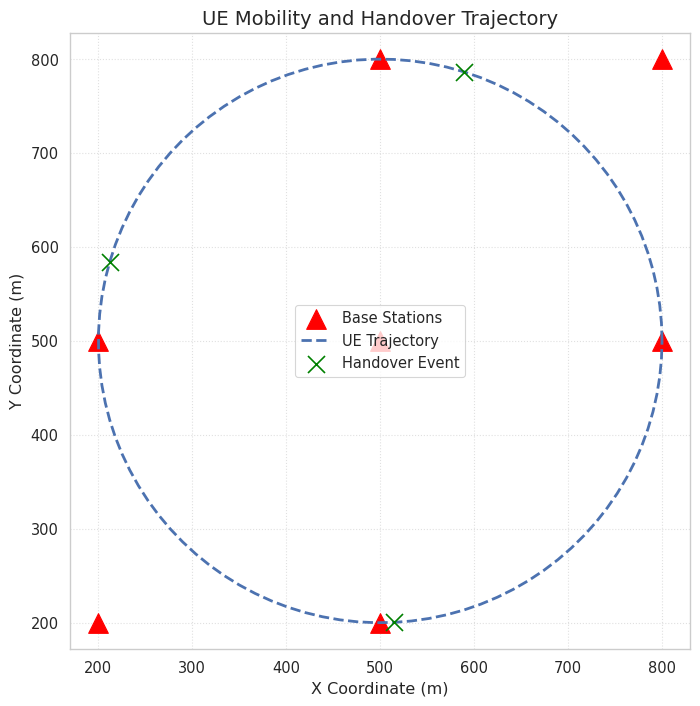 UE Mobility and Handover Trajectory
Y Coordinate (m)
800
700
600
500
400
300
200
Base Stations
UE Trajectory
Handover Event
200 300 400 500 600 700 800
X Coordinate (m)